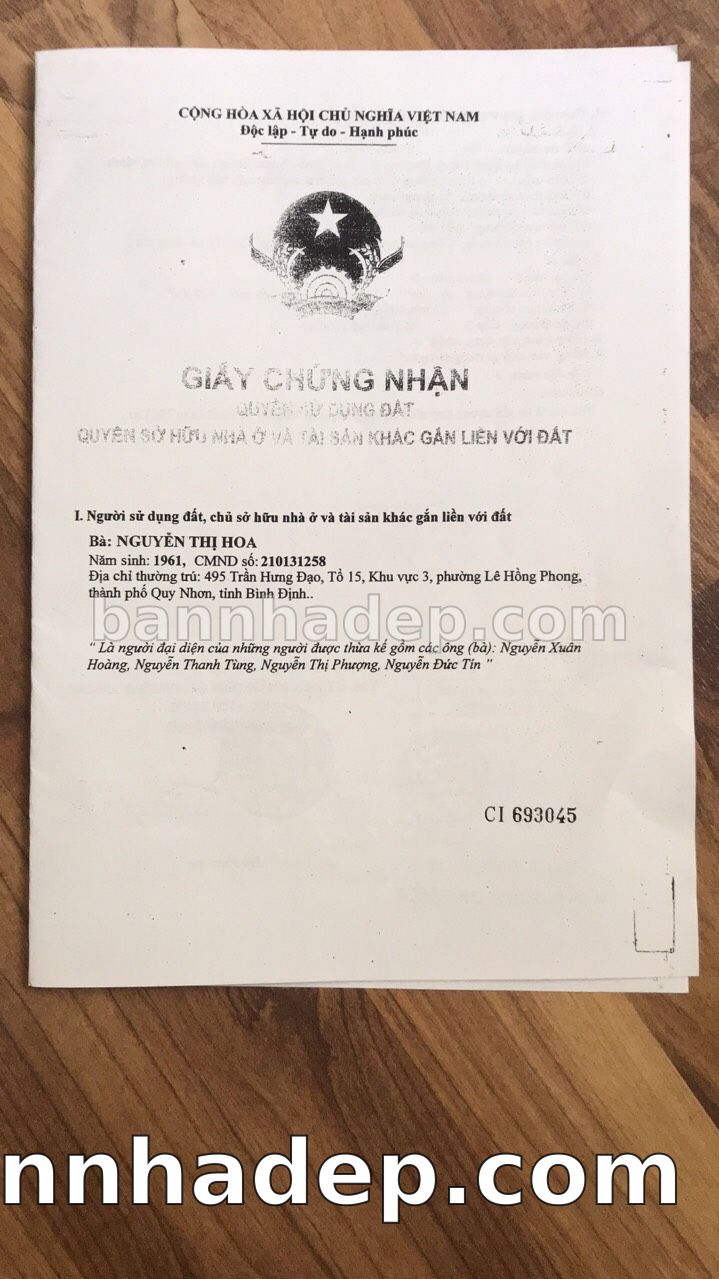 CỘNG HÒA XÃ HỘI CHỦ NGHĨA VIỆT NAM
Độc lập - Tự do - Hạnh phúc
GIẤY CHỨNG NHẬN
QUYỀN SỬ DỤNG ĐẤT
QUYỀN SỞ HỮU NHÀ Ở VÀ TÀI SẢN KHÁC GẮN LIỀN VỚI ĐẤT
I. Người sử dụng đất, chủ sở hữu nhà ở và tài sản khác gắn liền với đất
Bà: NGUYỄN THỊ HOA
Năm sinh: 1961, CMND số: 210131258
Địa chỉ thường trú: 495 Trần Hưng Đạo, Tổ 15, Khu vực 3, phường Lê Hồng Phong,
thành phố Quy Nhơn, tỉnh Bình Định..
bannhadep.com
“ Là người đại diện của những người được thừa kế gồm các ông (bà): Nguyễn Xuân
Hoàng, Nguyễn Thanh Tùng, Nguyễn Thị Phượng, Nguyễn Đức Tín ”
CI 693045
nnhadep.com